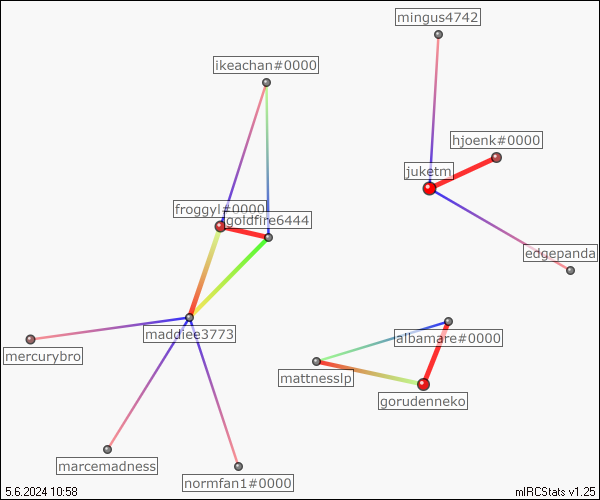 mingus4742
ikeachan#0000
hjoenk#0000
juketm
froggyl#0000
goldfire6444
edgepanda
maddiee3773
albamare#0000
mercurybro
mattnesslp
gorudenneko
marcemadness
normfan1#0000
5.6.2024 10:58
mIRCStats v1.25